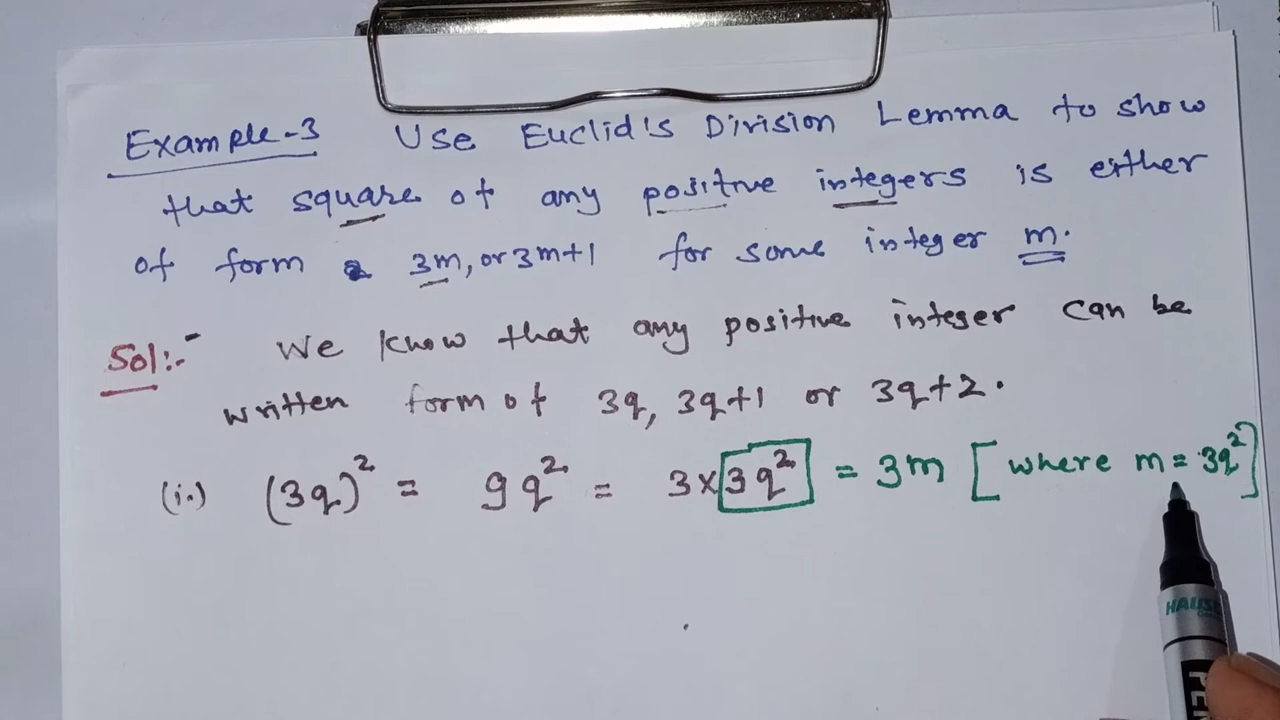 Example-3 Use Euclid's Division Lemma to show
that square of any positive integers is either
of form 3m, or 3m+1 for some integer m.
Sol:- We know that any positive integer can be
written form of 3q, 3q+1 or 3q+2.
(i.) (3q)² = 9q² = 3×3q² = 3m [where m = 3q²]
HAUSER